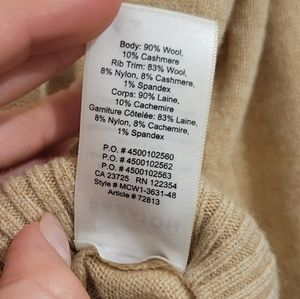 Body: 90% Wool,
10% Cashmere
Rib Trim: 83% Wool,
8% Nylon, 8% Cashmere,
1% Spandex
Corps: 90% Laine,
10% Cachemire
Garniture Côtelée: 83% Laine,
8% Nylon, 8% Cachemire,
1% Spandex
P.O. # 4500102560
P.O. # 4500102562
P.O. # 4500102563
CA 23725 RN 122354
Style # MCW1-3631-48
Article # 72813